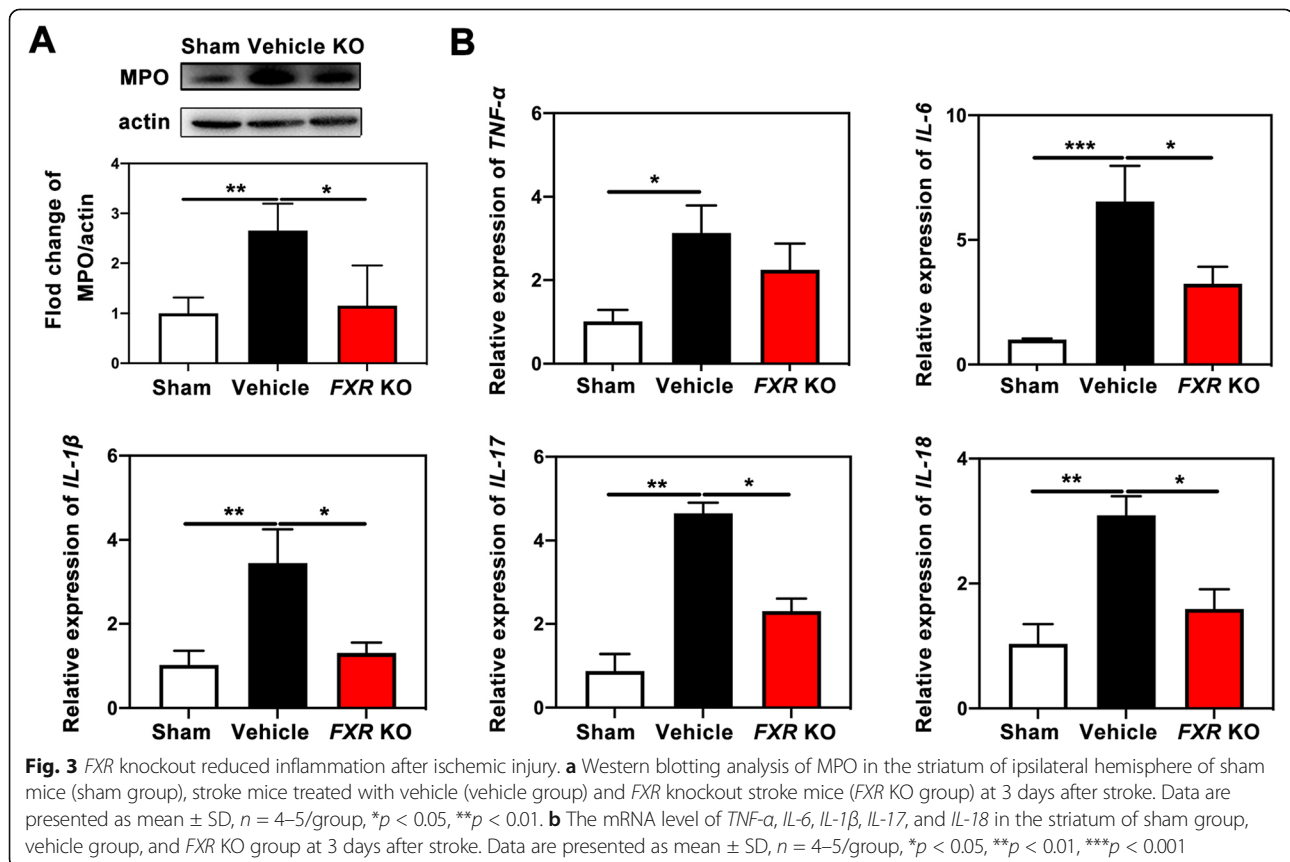 A
Sham Vehicle KO
MPO
actin
Flod change of
MPO/actin
4
3
2
1
0
** *
Sham Vehicle FXR KO
B
Relative expression of TNF-α
6
4
2
0
*
Sham Vehicle FXR KO
Relative expression of IL-6
10
5
0
*** *
Sham Vehicle FXR KO
Relative expression of IL-1β
6
4
2
0
** *
Sham Vehicle FXR KO
Relative expression of IL-17
6
4
2
0
** *
Sham Vehicle FXR KO
Relative expression of IL-18
4
2
0
** *
Sham Vehicle FXR KO
Fig. 3 FXR knockout reduced inflammation after ischemic injury. a Western blotting analysis of MPO in the striatum of ipsilateral hemisphere of sham
mice (sham group), stroke mice treated with vehicle (vehicle group) and FXR knockout stroke mice (FXR KO group) at 3 days after stroke. Data are
presented as mean ± SD, n = 4–5/group, *p < 0.05, **p < 0.01. b The mRNA level of TNF-α, IL-6, IL-1β, IL-17, and IL-18 in the striatum of sham group,
vehicle group, and FXR KO group at 3 days after stroke. Data are presented as mean ± SD, n = 4–5/group, *p < 0.05, **p < 0.01, ***p < 0.001